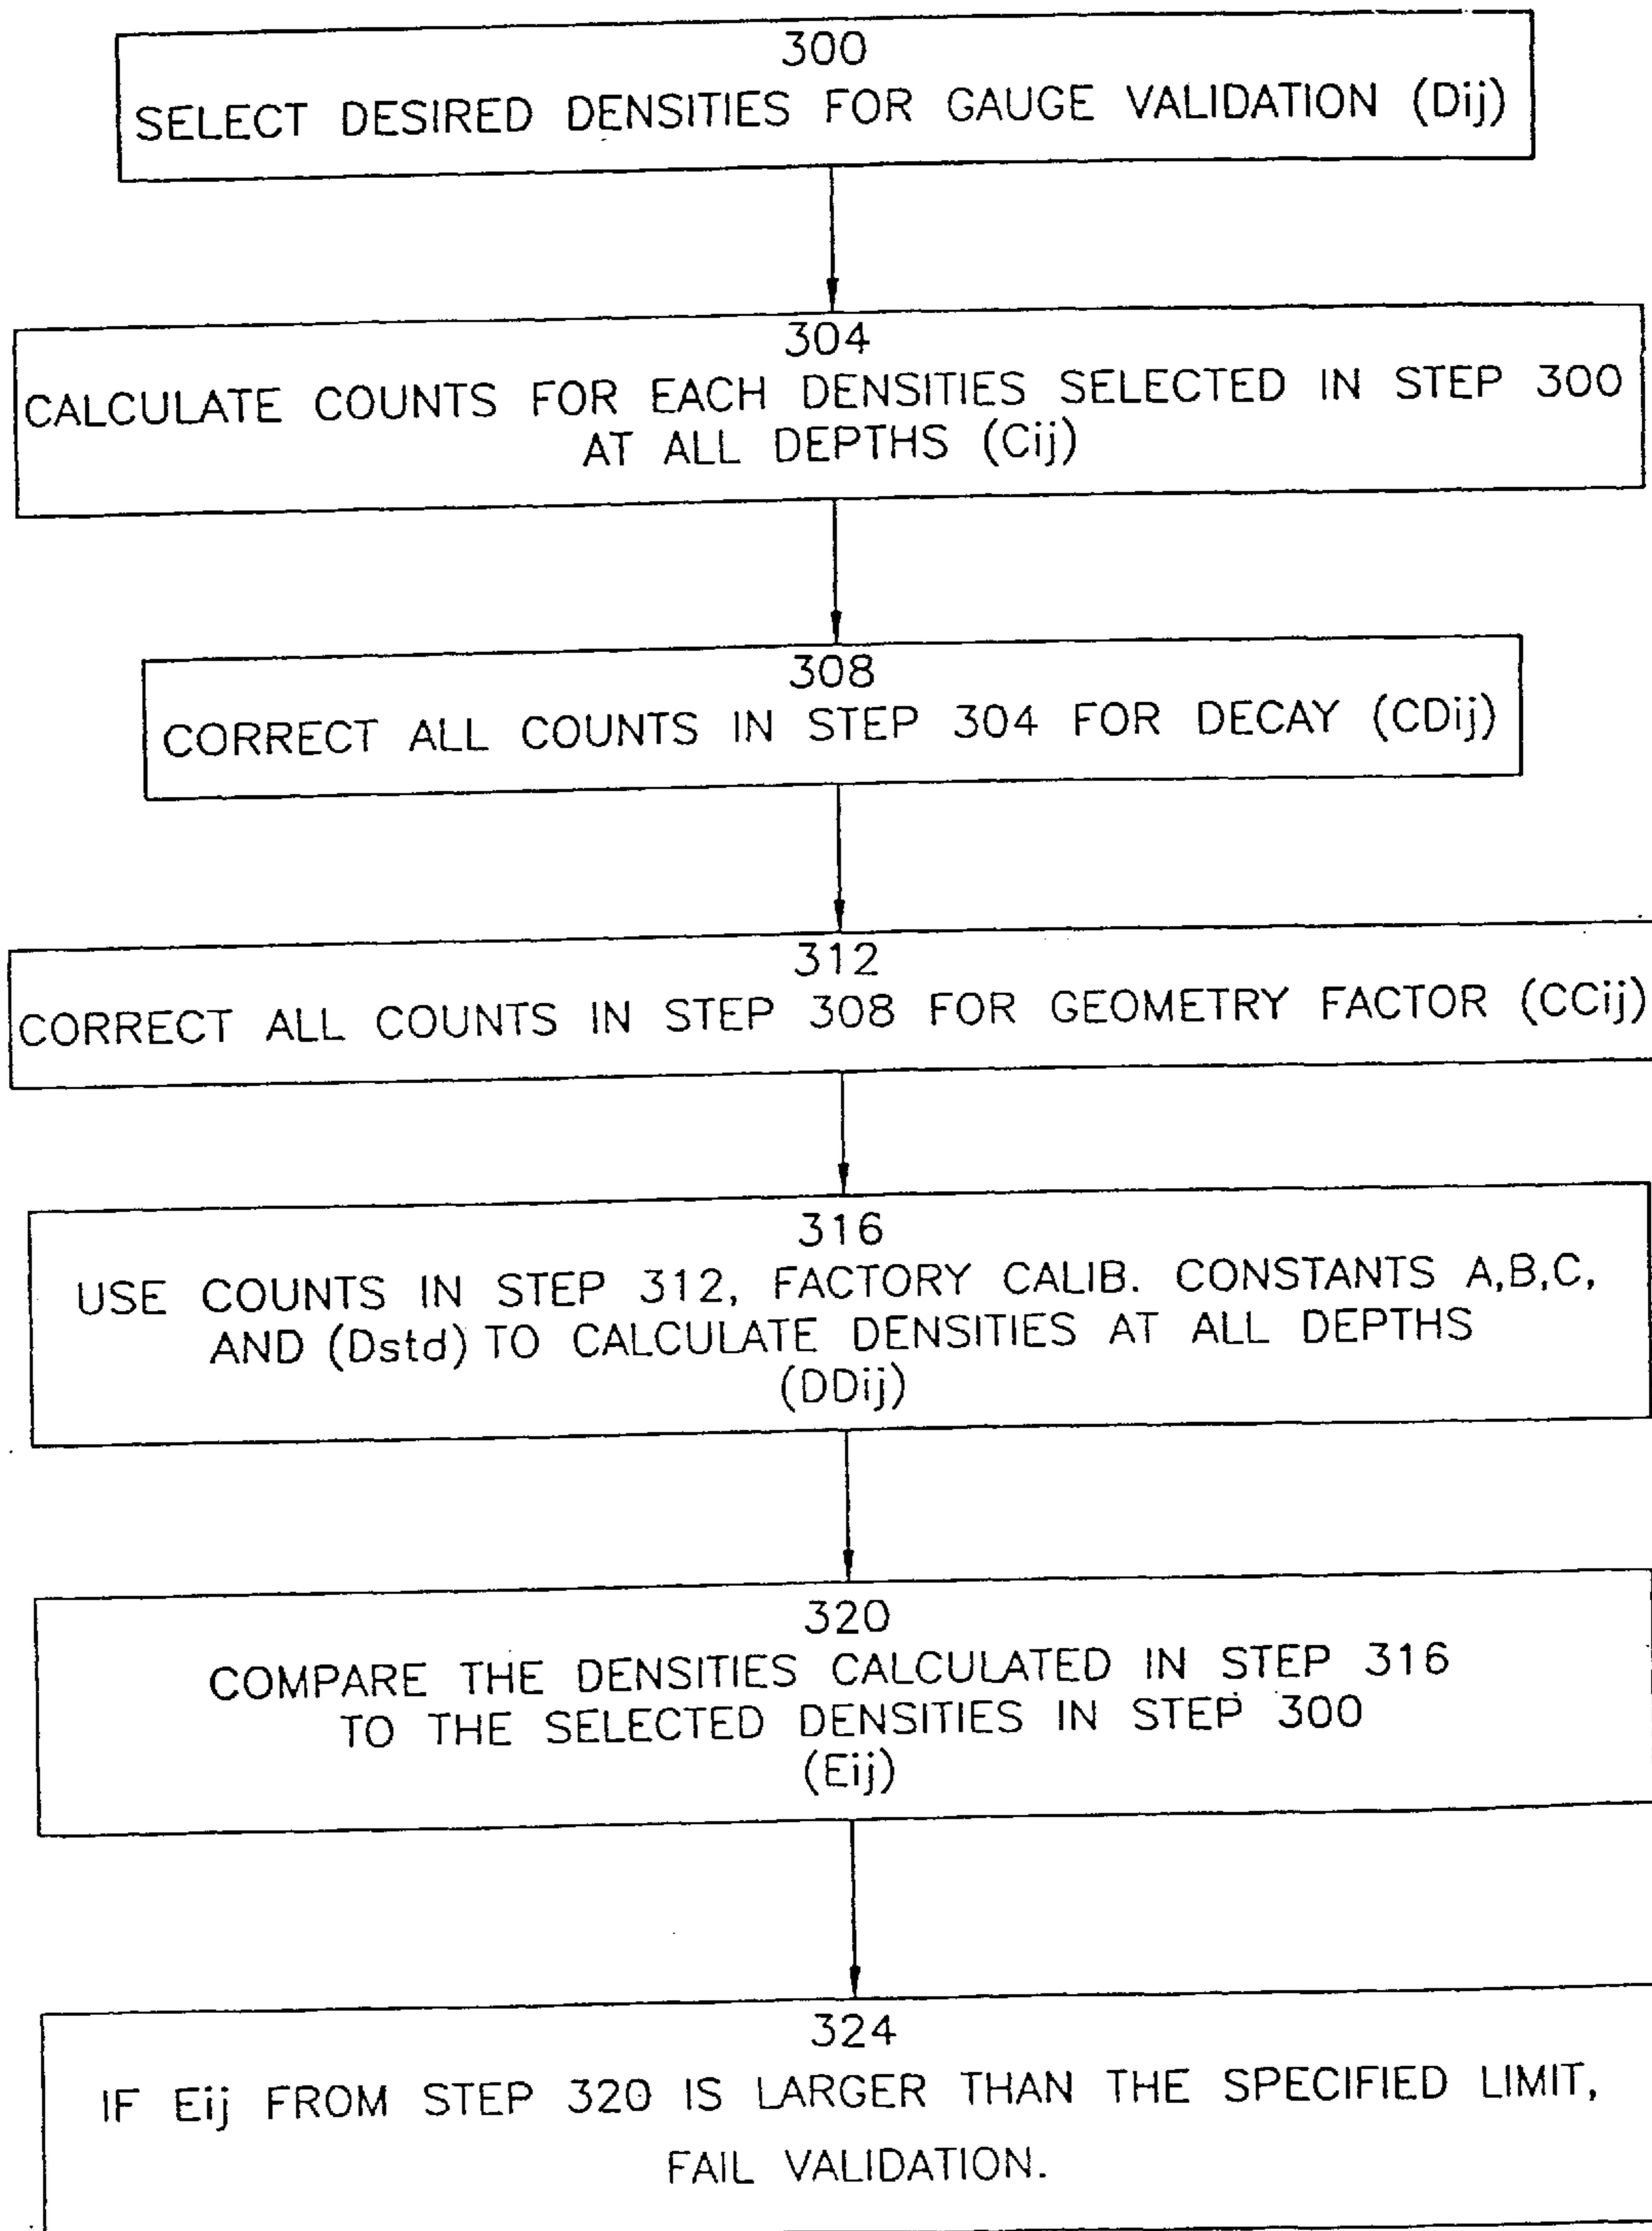 300
SELECT DESIRED DENSITIES FOR GAUGE VALIDATION (Dij)
304
CALCULATE COUNTS FOR EACH DENSITIES SELECTED IN STEP 300
AT ALL DEPTHS (Cij)
308
CORRECT ALL COUNTS IN STEP 304 FOR DECAY (CDij)
312
CORRECT ALL COUNTS IN STEP 308 FOR GEOMETRY FACTOR (CCij)
316
USE COUNTS IN STEP 312, FACTORY CALIB. CONSTANTS A,B,C,
AND (Dstd) TO CALCULATE DENSITIES AT ALL DEPTHS
(DDij)
320
COMPARE THE DENSITIES CALCULATED IN STEP 316
TO THE SELECTED DENSITIES IN STEP 300
(Eij)
324
IF Eij FROM STEP 320 IS LARGER THAN THE SPECIFIED LIMIT,
FAIL VALIDATION.